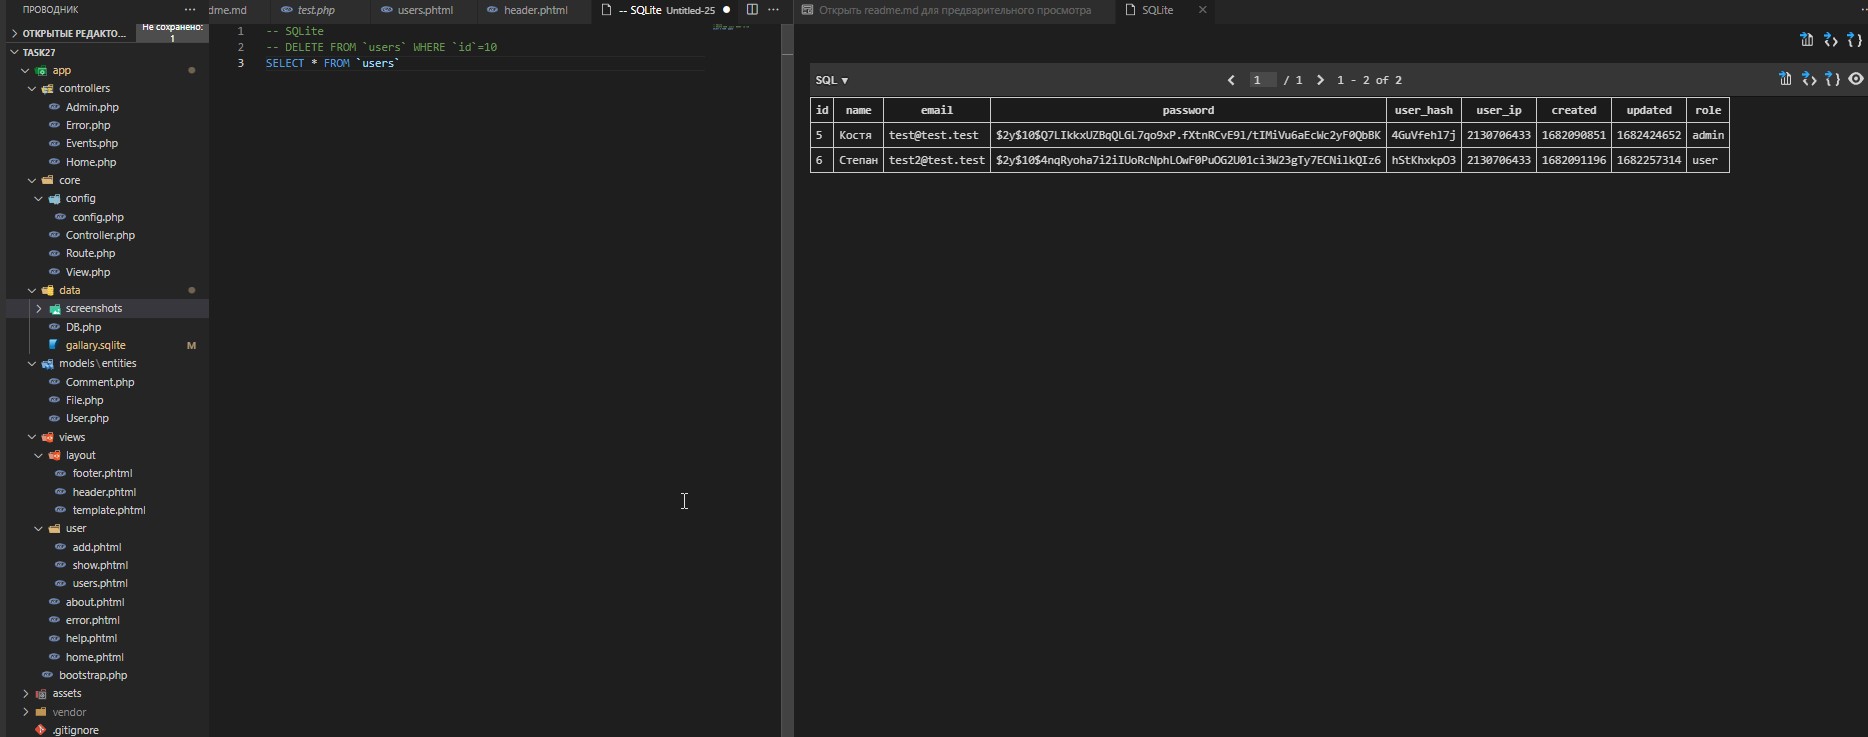 ПРОВОДНИК ···
ОТКРЫТЫЕ РЕДАКТО... Не сохранено: 1
TASK27
app
controllers
Admin.php
Error.php
Events.php
Home.php
core
config
config.php
Controller.php
Route.php
View.php
data
screenshots
DB.php
gallary.sqlite M
models\entities
Comment.php
File.php
User.php
views
layout
footer.phtml
header.phtml
template.phtml
user
add.phtml
show.phtml
users.phtml
about.phtml
error.phtml
help.phtml
home.phtml
bootstrap.php
assets
vendor
.gitignore
dme.md test.php users.phtml header.phtml -- SQLite Untitled-25 ···
1 -- SQLite
2 -- DELETE FROM `users` WHERE `id`=10
3 SELECT * FROM `users`
Открыть readme.md для предварительного просмотра SQLite
SQL ▾ < 1 / 1 > 1 - 2 of 2
id name email password user_hash user_ip created updated role
5 Костя test@test.test $2y$10$Q7LIkkxUZBqQLGL7qo9xP.fXtnRCvE9l/tIMiVu6aEcWc2yF0QbBK 4GuVfehl7j 2130706433 1682090851 1682424652 admin
6 Степан test2@test.test $2y$10$4nqRyoha7i2iIUoRcNphLOwF0PuOG2U01ci3W23gTy7ECNilkQIz6 hStKhxkpO3 2130706433 1682091196 1682257314 user